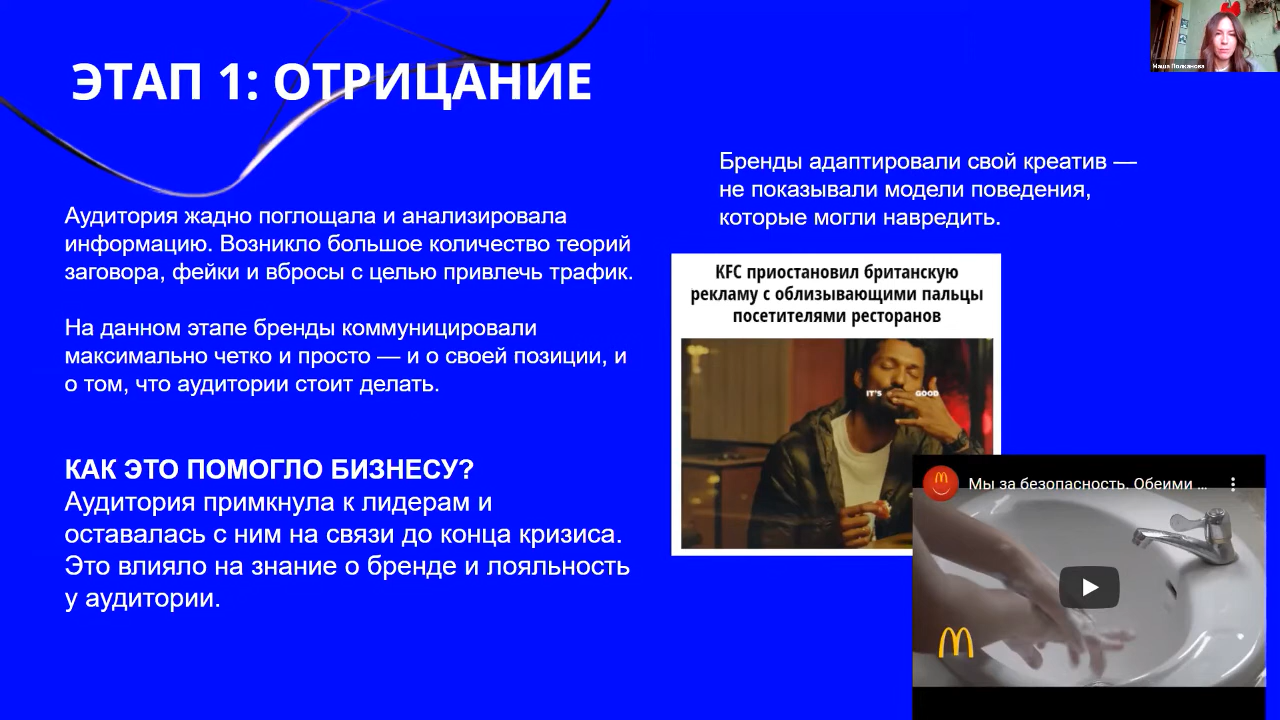 ЭТАП 1: ОТРИЦАНИЕ
Маша Полканова
Аудитория жадно поглощала и анализировала
информацию. Возникло большое количество теорий
заговора, фейки и вбросы с целью привлечь трафик.
На данном этапе бренды коммуницировали
максимально четко и просто — и о своей позиции, и
о том, что аудитории стоит делать.
КАК ЭТО ПОМОГЛО БИЗНЕСУ?
Аудитория примкнула к лидерам и
оставалась с ним на связи до конца кризиса.
Это влияло на знание о бренде и лояльность
у аудитории.
Бренды адаптировали свой креатив —
не показывали модели поведения,
которые могли навредить.
KFC приостановил британскую
рекламу с облизывающими пальцы
посетителями ресторанов
IT'S GOOD
Мы за безопасность. Обеими ...